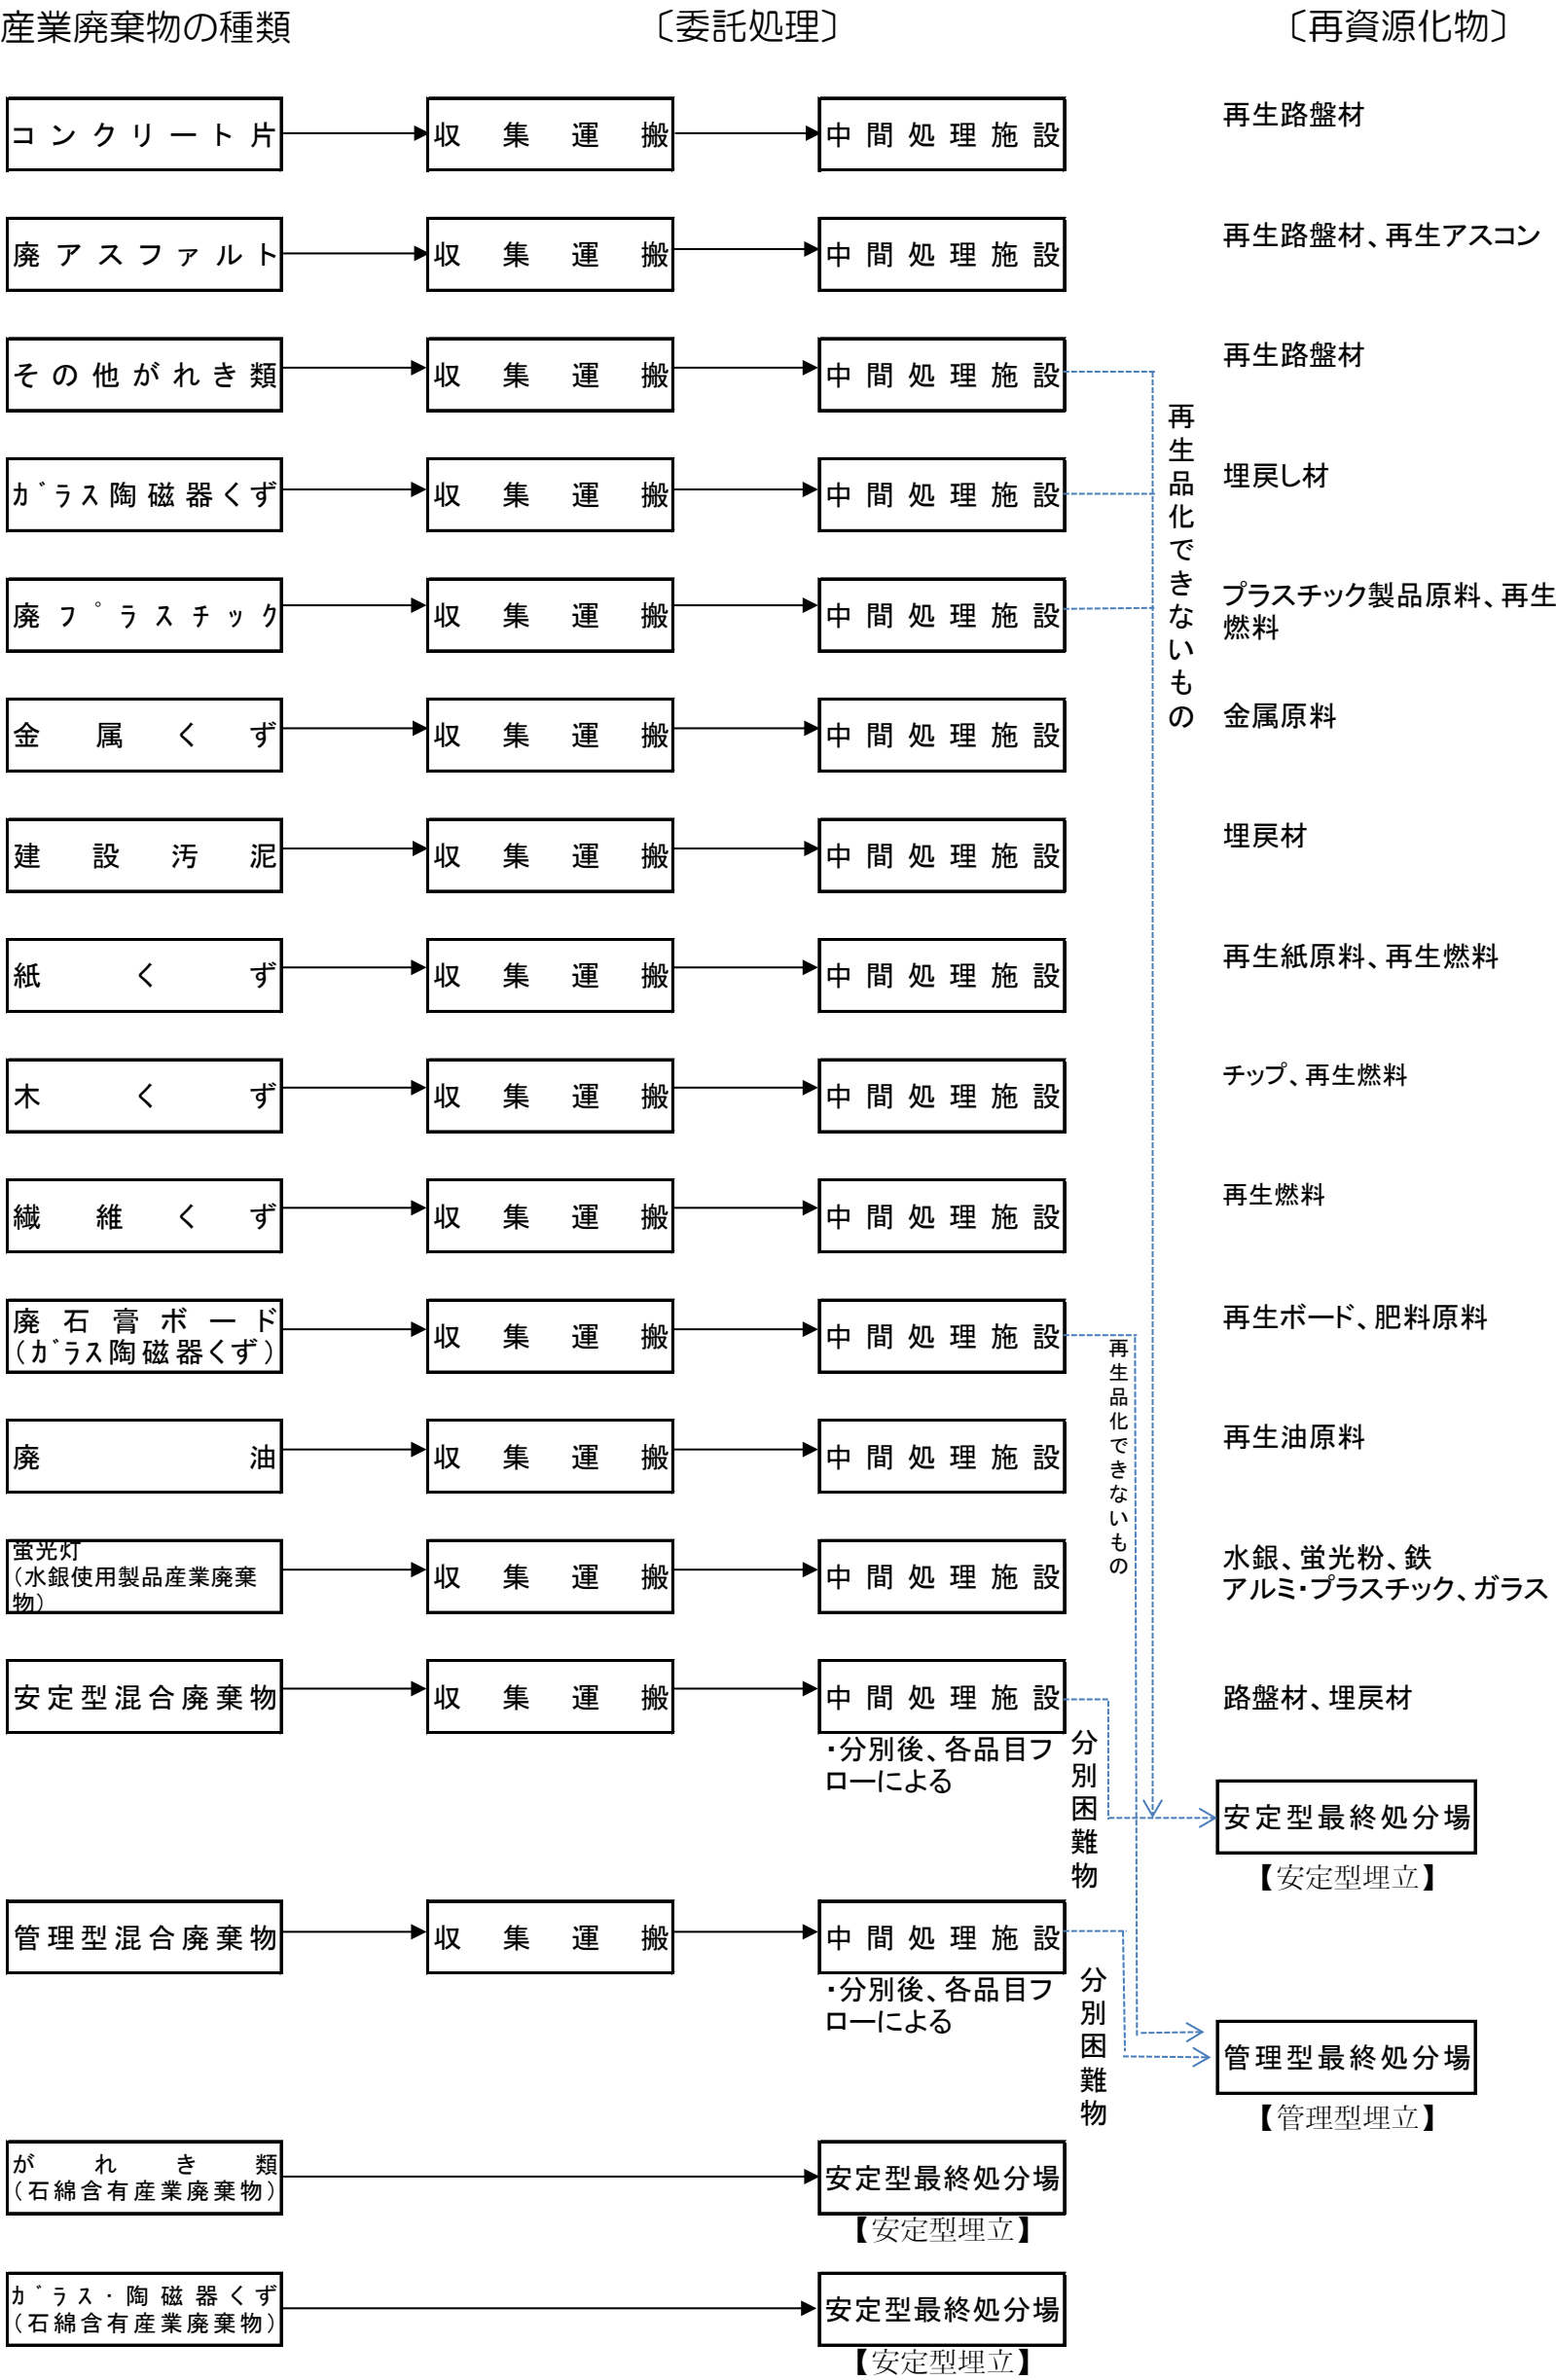 産業廃棄物の種類 〔委託処理〕 〔再資源化物〕
コンクリート片 収集運搬 中間処理施設 再生路盤材
廃アスファルト 収集運搬 中間処理施設 再生路盤材、再生アスコン
その他がれき類 収集運搬 中間処理施設 再生路盤材
再生品化できないもの
ｶﾞﾗｽ陶磁器くず 収集運搬 中間処理施設 埋戻し材
廃ﾌﾟﾗｽﾁｯｸ 収集運搬 中間処理施設 プラスチック製品原料、再生
燃料
金属くず 収集運搬 中間処理施設 金属原料
建設汚泥 収集運搬 中間処理施設 埋戻材
紙くず 収集運搬 中間処理施設 再生紙原料、再生燃料
木くず 収集運搬 中間処理施設 チップ、再生燃料
繊維くず 収集運搬 中間処理施設 再生燃料
廃石膏ボード
(ｶﾞﾗｽ陶磁器くず) 収集運搬 中間処理施設 再生ボード、肥料原料
再生品化できないもの
廃油 収集運搬 中間処理施設 再生油原料
蛍光灯
(水銀使用製品産業廃棄
物) 収集運搬 中間処理施設 水銀、蛍光粉、鉄
アルミ・プラスチック、ガラス
安定型混合廃棄物 収集運搬 中間処理施設 路盤材、埋戻材
・分別後、各品目フ
ローによる
分別困難物
安定型最終処分場
【安定型埋立】
管理型混合廃棄物 収集運搬 中間処理施設
・分別後、各品目フ
ローによる
分別困難物
管理型最終処分場
【管理型埋立】
がれき類
(石綿含有産業廃棄物) 安定型最終処分場
【安定型埋立】
ｶﾞﾗｽ・陶磁器くず
(石綿含有産業廃棄物) 安定型最終処分場
【安定型埋立】